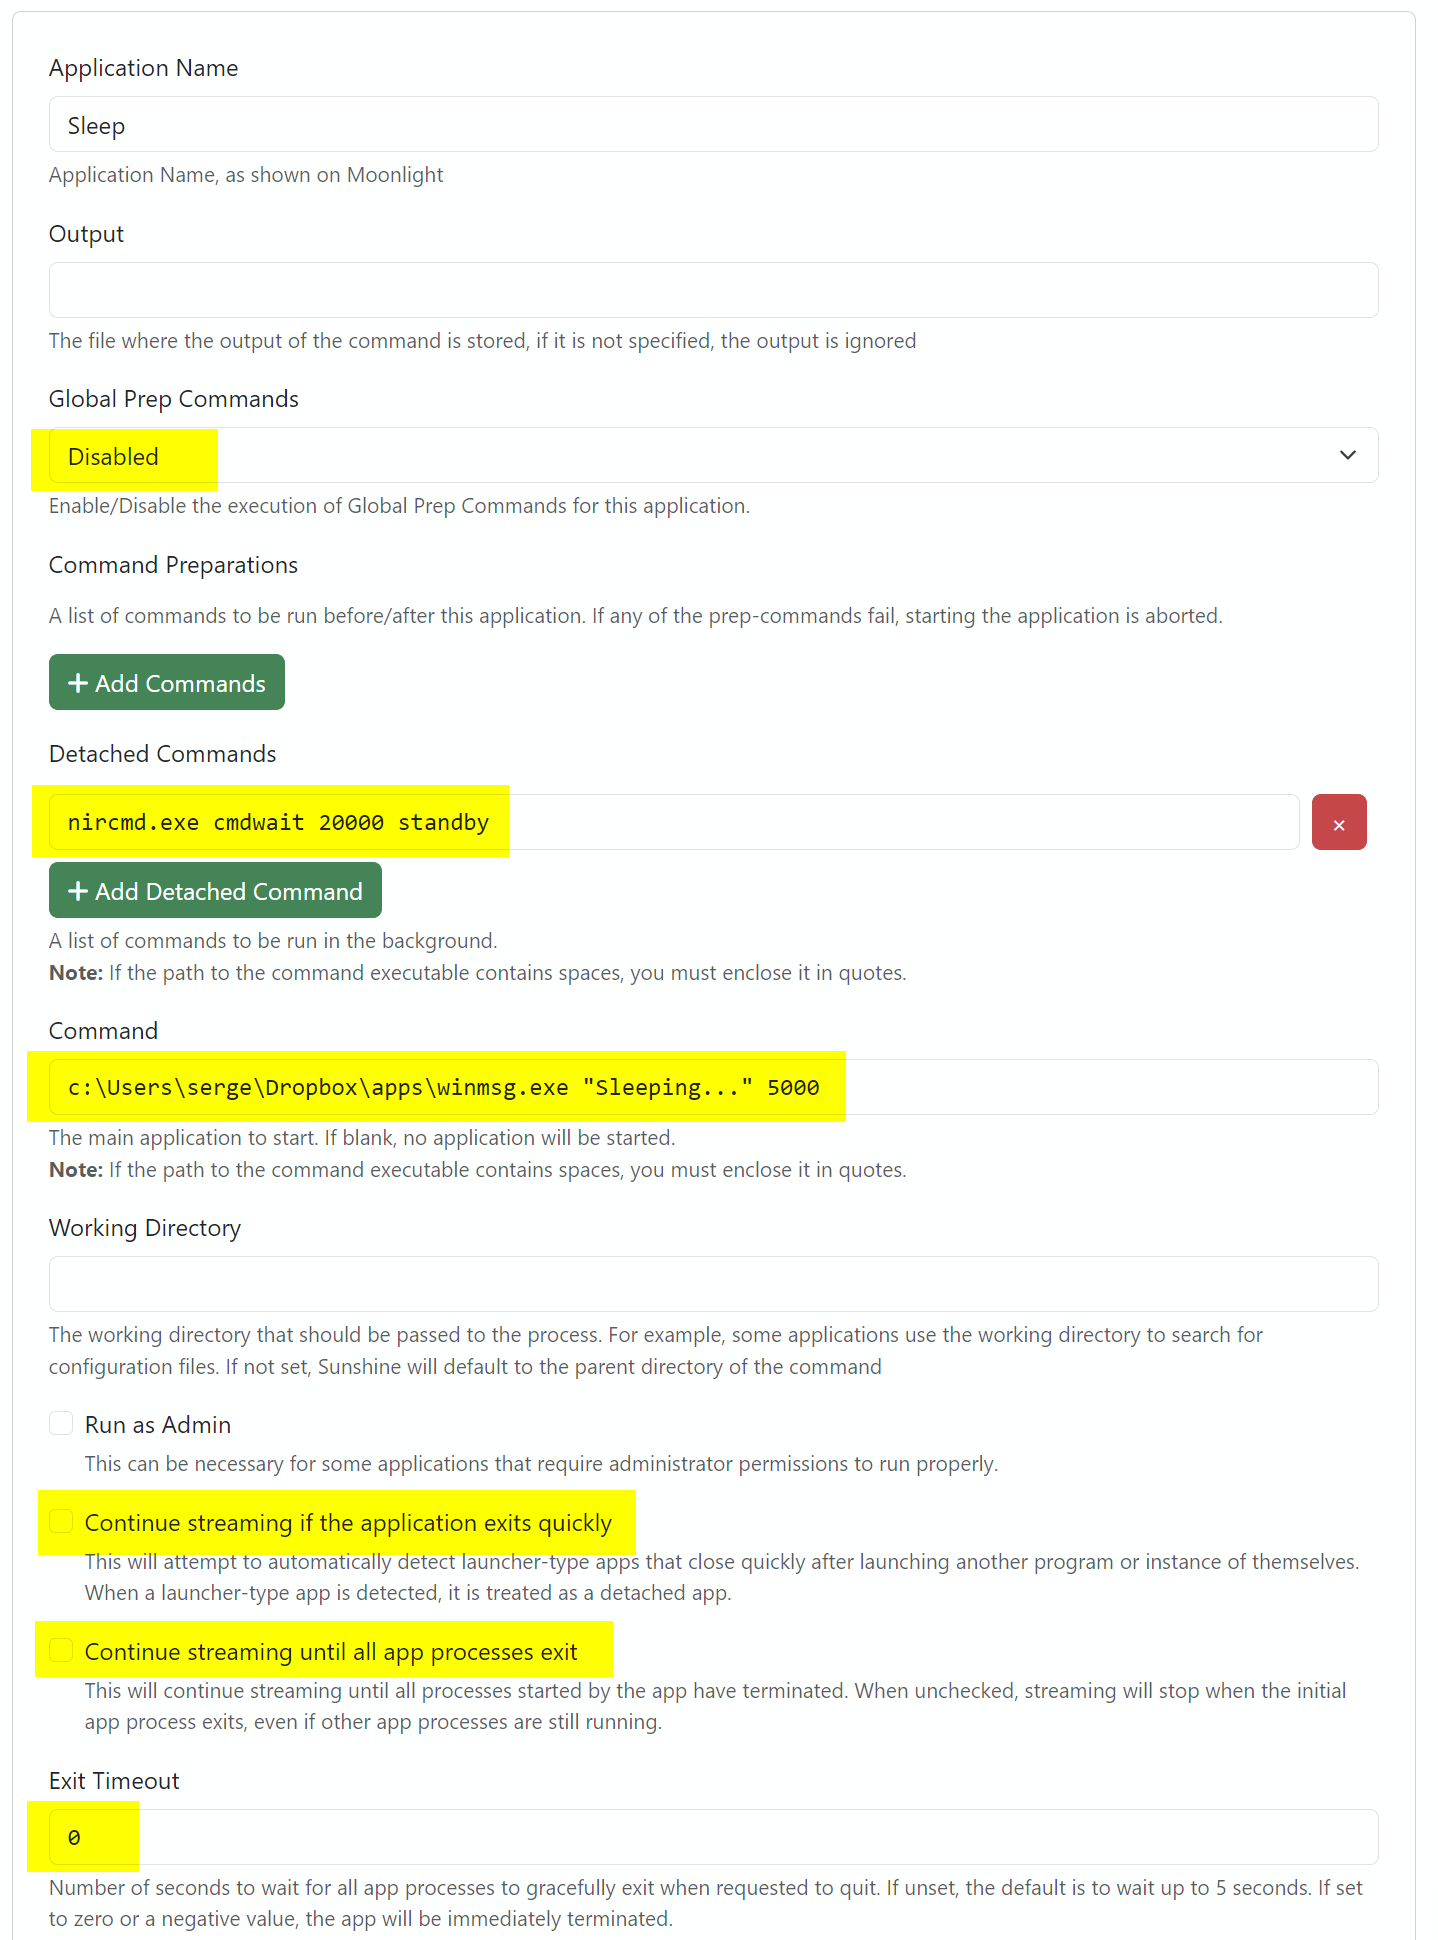 Application Name
Sleep
Application Name, as shown on Moonlight
Output
The file where the output of the command is stored, if it is not specified, the output is ignored
Global Prep Commands
Disabled
Enable/Disable the execution of Global Prep Commands for this application.
Command Preparations
A list of commands to be run before/after this application. If any of the prep-commands fail, starting the application is aborted.
+ Add Commands
Detached Commands
nircmd.exe cmdwait 20000 standby
×
+ Add Detached Command
A list of commands to be run in the background.
Note: If the path to the command executable contains spaces, you must enclose it in quotes.
Command
c:\Users\serge\Dropbox\apps\winmsg.exe "Sleeping..." 5000
The main application to start. If blank, no application will be started.
Note: If the path to the command executable contains spaces, you must enclose it in quotes.
Working Directory
The working directory that should be passed to the process. For example, some applications use the working directory to search for
configuration files. If not set, Sunshine will default to the parent directory of the command
Run as Admin
This can be necessary for some applications that require administrator permissions to run properly.
Continue streaming if the application exits quickly
This will attempt to automatically detect launcher-type apps that close quickly after launching another program or instance of themselves.
When a launcher-type app is detected, it is treated as a detached app.
Continue streaming until all app processes exit
This will continue streaming until all processes started by the app have terminated. When unchecked, streaming will stop when the initial
app process exits, even if other app processes are still running.
Exit Timeout
0
Number of seconds to wait for all app processes to gracefully exit when requested to quit. If unset, the default is to wait up to 5 seconds. If set
to zero or a negative value, the app will be immediately terminated.